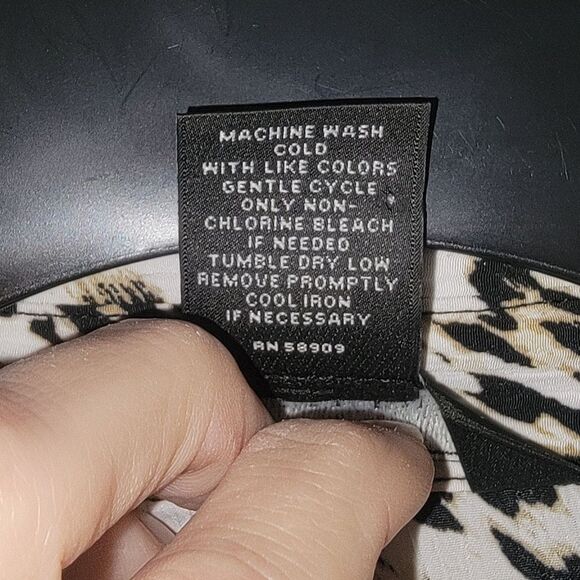 MACHINE WASH
COLD
WITH LIKE COLORS
GENTLE CYCLE
ONLY NON-
CHLORINE BLEACH
IF NEEDED
TUMBLE DRY LOW
REMOVE PROMPTLY
COOL IRON
IF NECESSARY
RN 58909